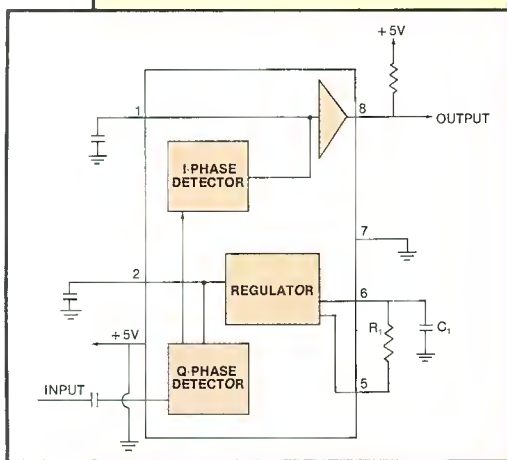 +5V
8
OUTPUT
1
I-PHASE
DETECTOR
7
2
REGULATOR
6
R₁
C₁
+5V
5
Q-PHASE
DETECTOR
INPUT